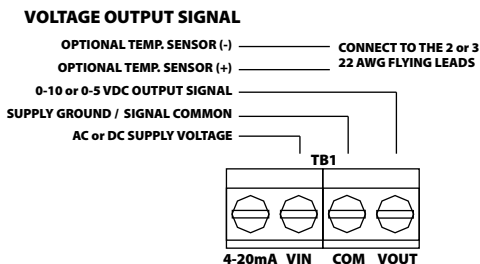 VOLTAGE OUTPUT SIGNAL
OPTIONAL TEMP. SENSOR (-)
OPTIONAL TEMP. SENSOR (+)
CONNECT TO THE 2 or 3
22 AWG FLYING LEADS
0-10 or 0-5 VDC OUTPUT SIGNAL
SUPPLY GROUND / SIGNAL COMMON
AC or DC SUPPLY VOLTAGE
TB1
4-20mA VIN COM VOUT